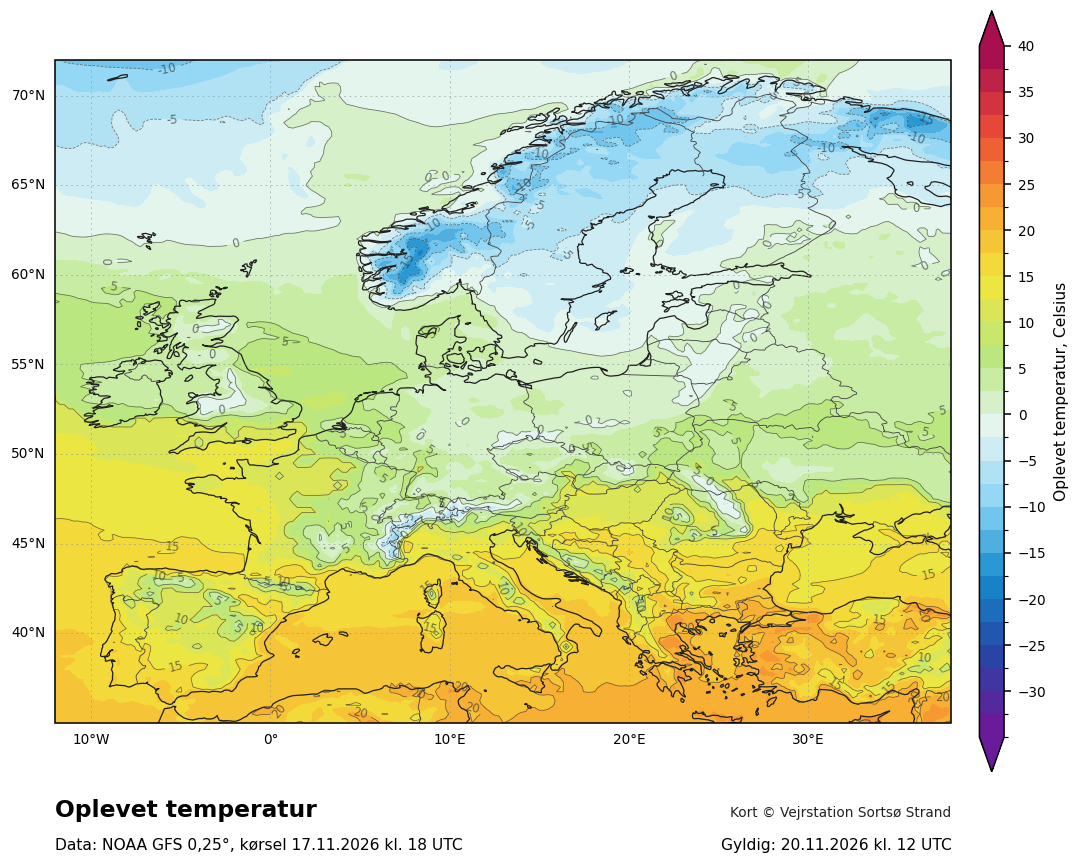 40
35
30
25
20
15
10
5
0
−5
−10
−15
−20
−25
−30
Oplevet temperatur, Celsius
70°N
65°N
60°N
55°N
50°N
45°N
40°N
10°W 0° 10°E 20°E 30°E
Oplevet temperatur
Kort © Vejrstation Sortsø Strand
Data: NOAA GFS 0,25°, kørsel 17.11.2026 kl. 18 UTC
Gyldig: 20.11.2026 kl. 12 UTC